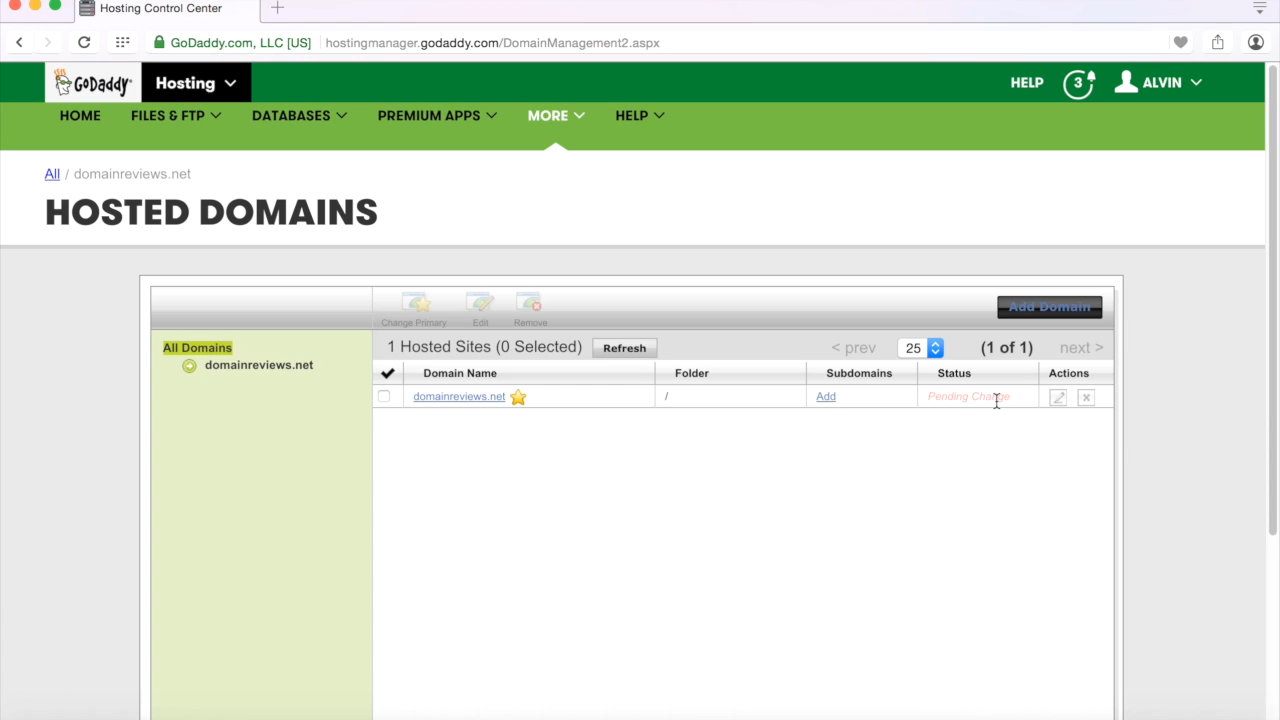 Hosting Control Center
GoDaddy.com, LLC [US] hostingmanager.godaddy.com/DomainManagement2.aspx
GoDaddy Hosting HELP 3 ALVIN
HOME FILES & FTP DATABASES PREMIUM APPS MORE HELP
All / domainreviews.net
HOSTED DOMAINS
Change Primary Edit Remove Add Domain
All Domains
domainreviews.net
1 Hosted Sites (0 Selected) Refresh < prev 25 (1 of 1) next >
Domain Name Folder Subdomains Status Actions
domainreviews.net / Add Pending Change